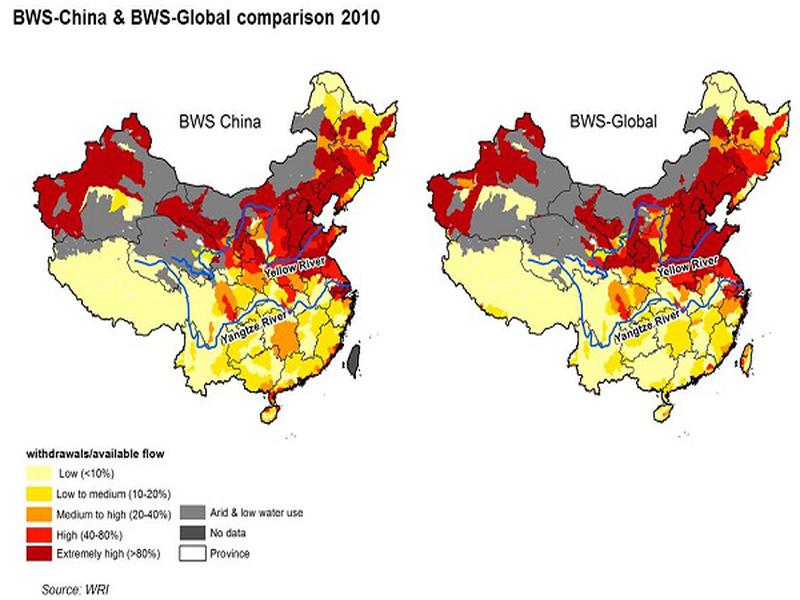 BWS-China & BWS-Global comparison 2010
BWS China
BWS-Global
Yellow River
Yellow River
Yangtze River
Yangtze River
withdrawals/available flow
Low (<10%)
Low to medium (10-20%)
Medium to high (20-40%)
High (40-80%)
Extremely high (>80%)
Arid & low water use
No data
Province
Source: WRI